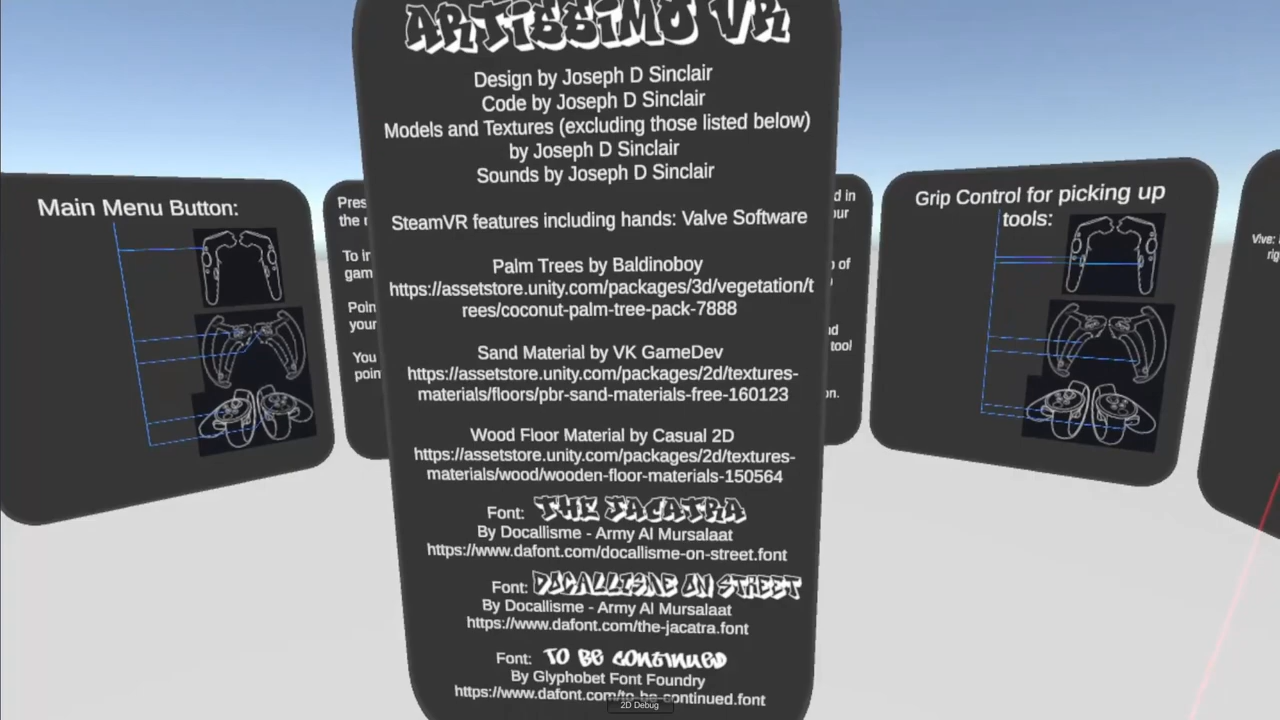 ARTISSIMO VR
Design by Joseph D Sinclair
Code by Joseph D Sinclair
Models and Textures (excluding those listed below)
by Joseph D Sinclair
Sounds by Joseph D Sinclair
SteamVR features including hands: Valve Software
Palm Trees by Baldinoboy
https://assetstore.unity.com/packages/3d/vegetation/t
rees/coconut-palm-tree-pack-7888
Sand Material by VK GameDev
https://assetstore.unity.com/packages/2d/textures-
materials/floors/pbr-sand-materials-free-160123
Wood Floor Material by Casual 2D
https://assetstore.unity.com/packages/2d/textures-
materials/wood/wooden-floor-materials-150564
Font: THE JACATRA
By Docallisme - Army Al Mursalaat
https://www.dafont.com/docallisme-on-street.font
Font: DOCALLISME ON STREET
By Docallisme - Army Al Mursalaat
https://www.dafont.com/the-jacatra.font
Font: TO BE CONTINUED
By Glyphobet Font Foundry
https://www.dafont.com/to-be-continued.font
2D Debug
Main Menu Button:
the
To
You
Grip Control for picking up
tools:
in
of
tool
Vive: